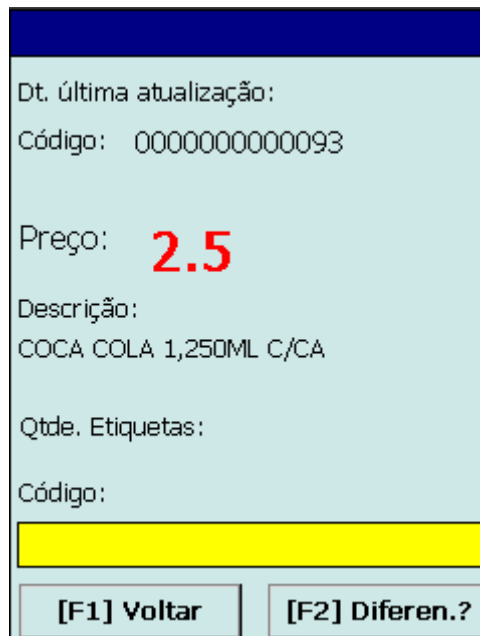 Dt. última atualização:
Código: 0000000000093
Preço: 2.5
Descrição:
COCA COLA 1,250ML C/CA
Qtde. Etiquetas:
Código:
[F1] Voltar [F2] Diferen.?